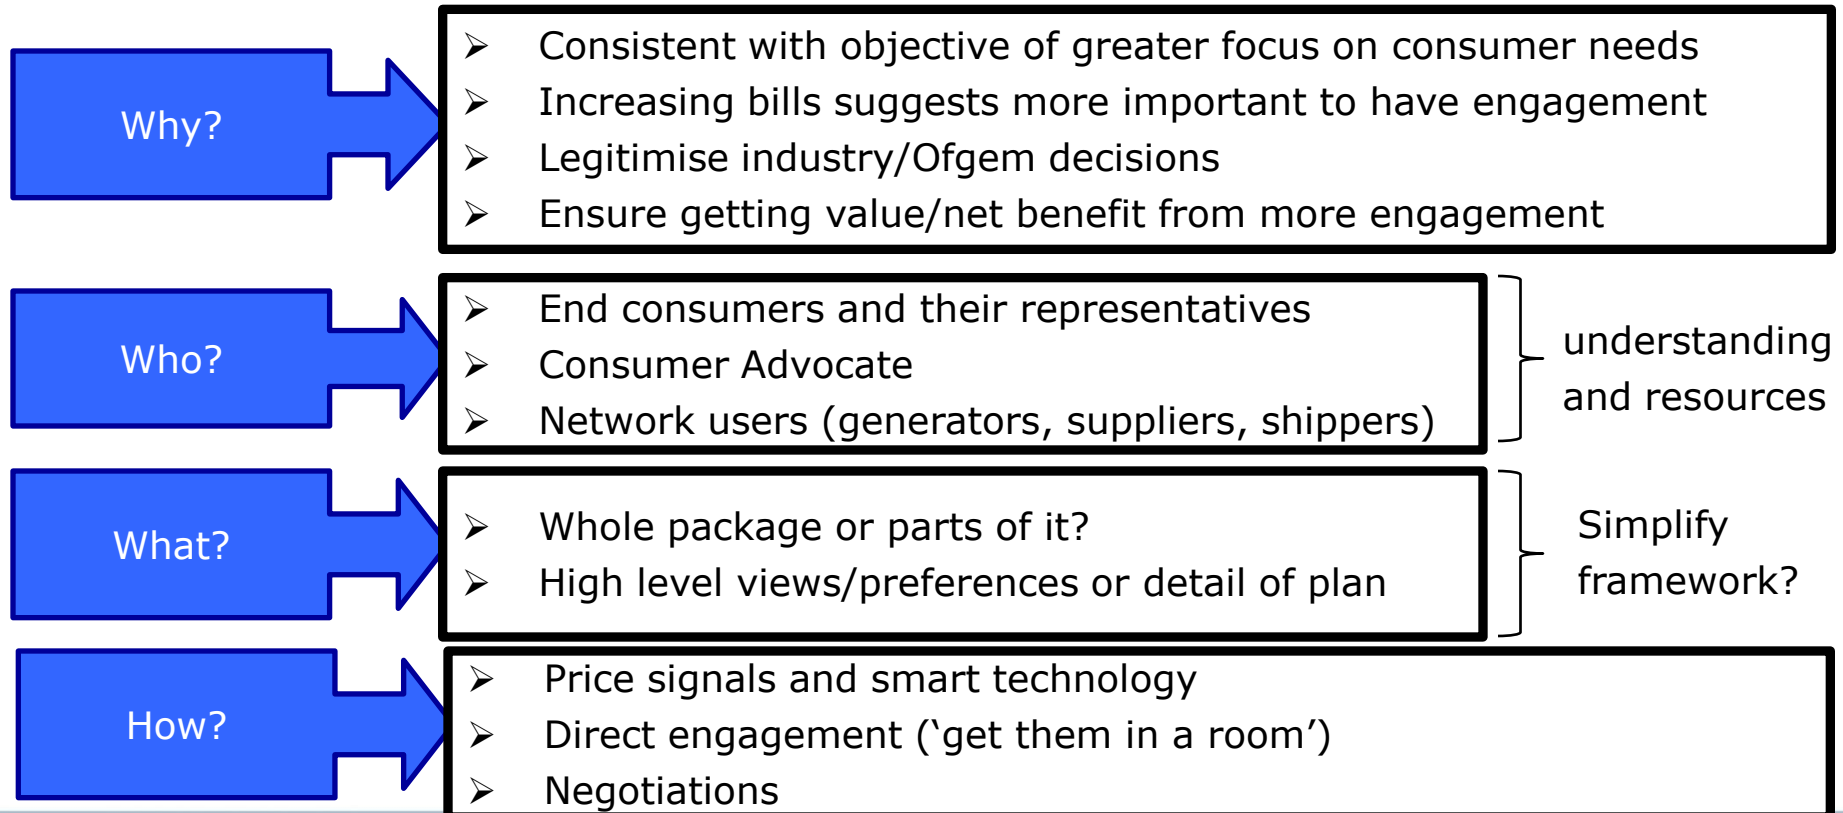 Why?
➢ Consistent with objective of greater focus on consumer needs
➢ Increasing bills suggests more important to have engagement
➢ Legitimise industry/Ofgem decisions
➢ Ensure getting value/net benefit from more engagement
Who?
➢ End consumers and their representatives
➢ Consumer Advocate
➢ Network users (generators, suppliers, shippers)
understanding
and resources
What?
➢ Whole package or parts of it?
➢ High level views/preferences or detail of plan
Simplify
framework?
How?
➢ Price signals and smart technology
➢ Direct engagement (‘get them in a room’)
➢ Negotiations